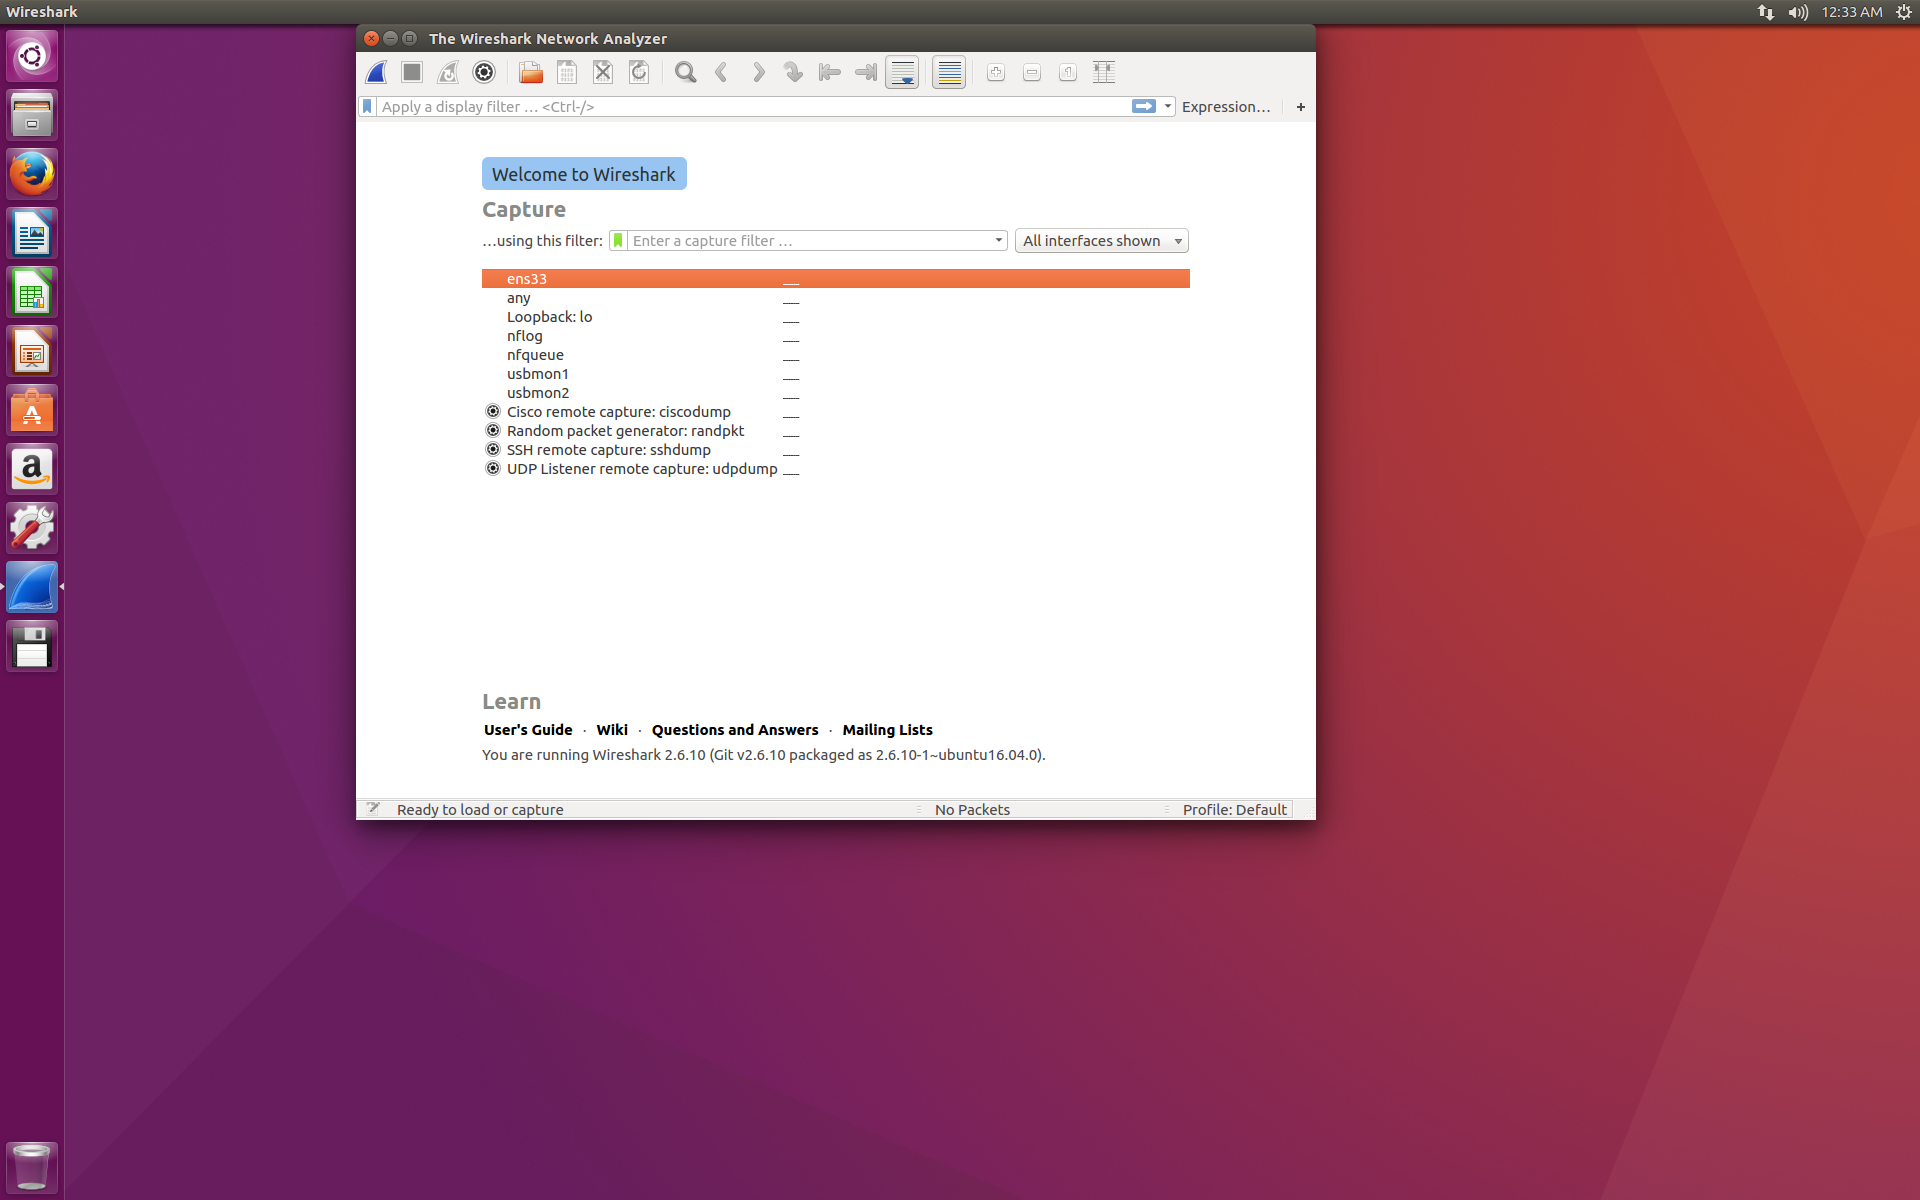 Wireshark
12:33 AM
The Wireshark Network Analyzer
Apply a display filter … <Ctrl-/>
Expression…
+
Welcome to Wireshark
Capture
…using this filter:
Enter a capture filter …
All interfaces shown
ens33
any
Loopback: lo
nflog
nfqueue
usbmon1
usbmon2
Cisco remote capture: ciscodump
Random packet generator: randpkt
SSH remote capture: sshdump
UDP Listener remote capture: udpdump
Learn
User's Guide · Wiki · Questions and Answers · Mailing Lists
You are running Wireshark 2.6.10 (Git v2.6.10 packaged as 2.6.10-1~ubuntu16.04.0).
Ready to load or capture
No Packets
Profile: Default